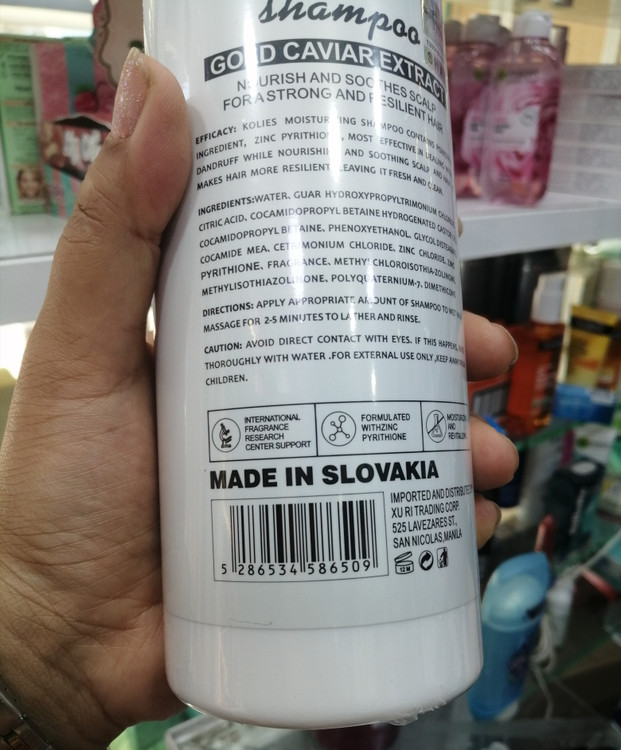 shampoo
GOLD CAVIAR EXTRACT
NOURISH AND SOOTHES SCALP
FOR A STRONG AND RESILIENT HAIR
EFFICACY: KOLIES MOISTURIZING SHAMPOO CONTAINS
INGREDIENT, ZINC PYRITHIONE, MOST EFFECTIVE IN
DANDRUFF WHILE NOURISHING AND SOOTHING SCALP AND
MAKES HAIR MORE RESILIENT LEAVING IT FRESH AND CLEAN.
INGREDIENTS:WATER, GUAR HYDROXYPROPYLTRIMONIUM
CITRIC ACID, COCAMIDOPROPYL BETAINE HYDROGENATED
COCAMIDOPROPYL BETAINE, PHENOXYETHANOL, GLYCOL
COCAMIDE MEA, CETRIMONIUM CHLORIDE, ZINC CHLORIDE, ZINC
PYRITHIONE, FRAGRANCE, METHYLCHLOROISOTHIAZOLINONE,
METHYLISOTHIAZOLINONE, POLYQUATERNIUM-7,
DIRECTIONS: APPLY APPROPRIATE AMOUNT OF SHAMPOO TO WET
MASSAGE FOR 2-5 MINUTES TO LATHER AND RINSE.
CAUTION: AVOID DIRECT CONTACT WITH EYES. IF THIS
THOROUGHLY WITH WATER .FOR EXTERNAL USE ONLY ,KEEP
CHILDREN.
INTERNATIONAL
FRAGRANCE
RESEARCH
CENTER SUPPORT
FORMULATED
WITHZINC
PYRITHIONE
AND
MADE IN SLOVAKIA
IMPORTED AND DISTRIBUTED
XU RI TRADING CORP.
525 LAVEZARES ST.,
SAN NICOLAS, MANILA
12 M
5 286534 586509